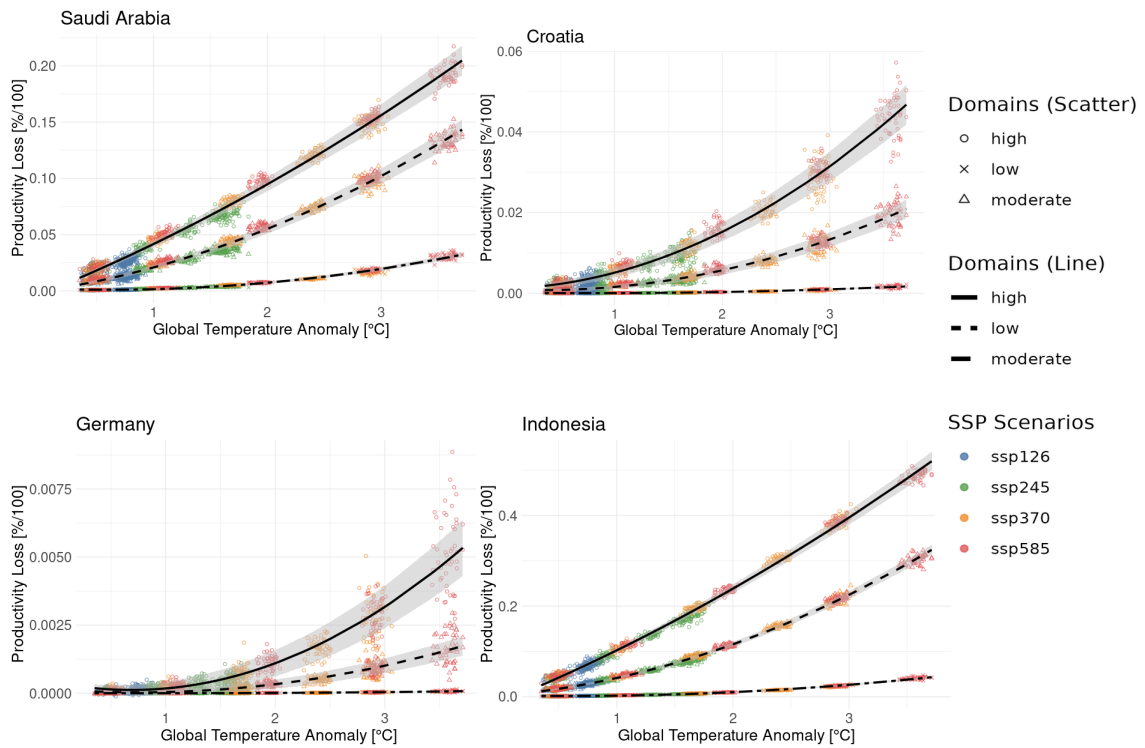 Saudi Arabia
Productivity Loss [%/100]
0.20
0.15
0.10
0.05
0.00
1
2
3
Global Temperature Anomaly [°C]
Croatia
Productivity Loss [%/100]
0.06
0.04
0.02
0.00
1
2
3
Global Temperature Anomaly [°C]
Domains (Scatter)
high
low
moderate
Domains (Line)
high
low
moderate
SSP Scenarios
ssp126
ssp245
ssp370
ssp585
Germany
Productivity Loss [%/100]
0.0075
0.0050
0.0025
0.0000
1
2
3
Global Temperature Anomaly [°C]
Indonesia
Productivity Loss [%/100]
0.4
0.2
0.0
1
2
3
Global Temperature Anomaly [°C]